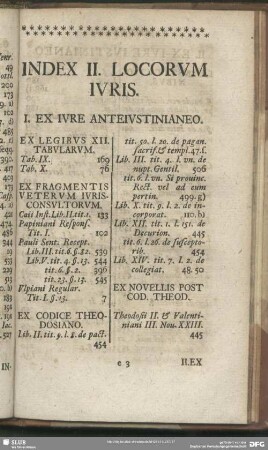 INDEX II. LOCORVM
IVRIS.
I. EX IVRE ANTEIVSTINIANEO.
EX LEGIBVS XII.
TABVLARVM.
Tab. IX. 169
Tab. X. 76
EX FRAGMENTIS
VETERVM IVRIS-
CONSVLTORVM.
Caii Inst. Lib. II. tit. 1. 133
Papiniani Respons.
Tit. I. 102
Pauli Sent. Recept.
Lib. III. tit. 6. §. 52. 539
Lib. V. tit. 4. §. 13. 544
tit. 6. §. 2. 396
tit. 23. §. 13. 545
Vlpiani Regular.
Tit. I. §. 13. 7
EX CODICE THEO-
DOSIANO.
Lib. II. tit. 9. l. 8. de pact.
454
tit. 50. l. 20. de pagan.
sacrif. & templ. 47. l.
Lib. III. tit. 4. l. vn. de
nupt. Gentil. 506
tit. 6. l. vn. Si provinc.
Rect. vel ad eum
pertin. 499. g)
Lib. X. tit. 9. l. 2. de in-
corporat. 110. b)
Lib. XII. tit. 1. l. 151. de
Decurion. 445
tit. 6. l. 26. de suscepto-
rib. 454
Lib. XIV. tit. 7. l. 2. de
collegiat. 48. 50
EX NOVELLIS POST
COD. THEOD.
Theodosii II. & Valenti-
niani III. Nou. XXIII.
445
e 3
II. EX
IN-
SLUB
DFG